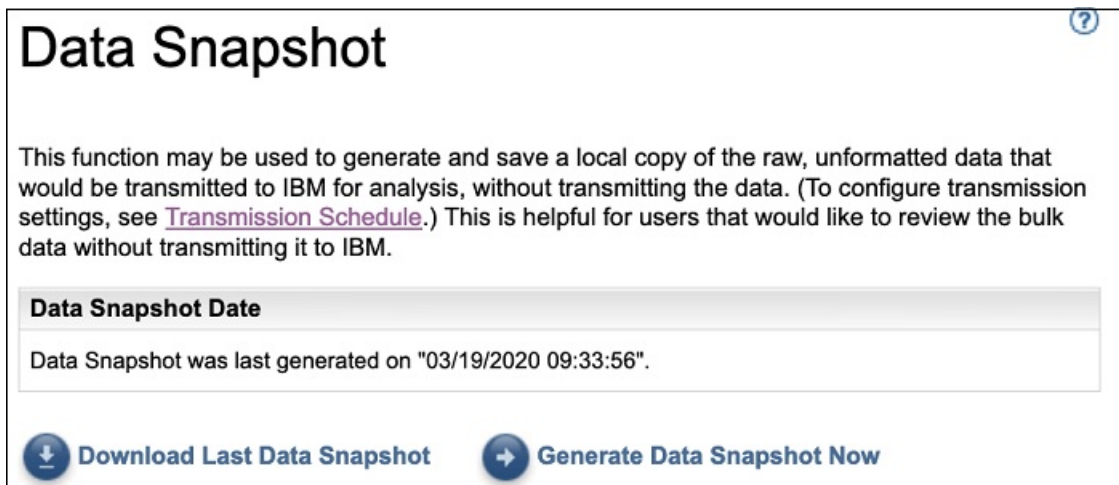 ?
Data Snapshot
This function may be used to generate and save a local copy of the raw, unformatted data that
would be transmitted to IBM for analysis, without transmitting the data. (To configure transmission
settings, see Transmission Schedule.) This is helpful for users that would like to review the bulk
data without transmitting it to IBM.
Data Snapshot Date
Data Snapshot was last generated on "03/19/2020 09:33:56".
Download Last Data Snapshot Generate Data Snapshot Now